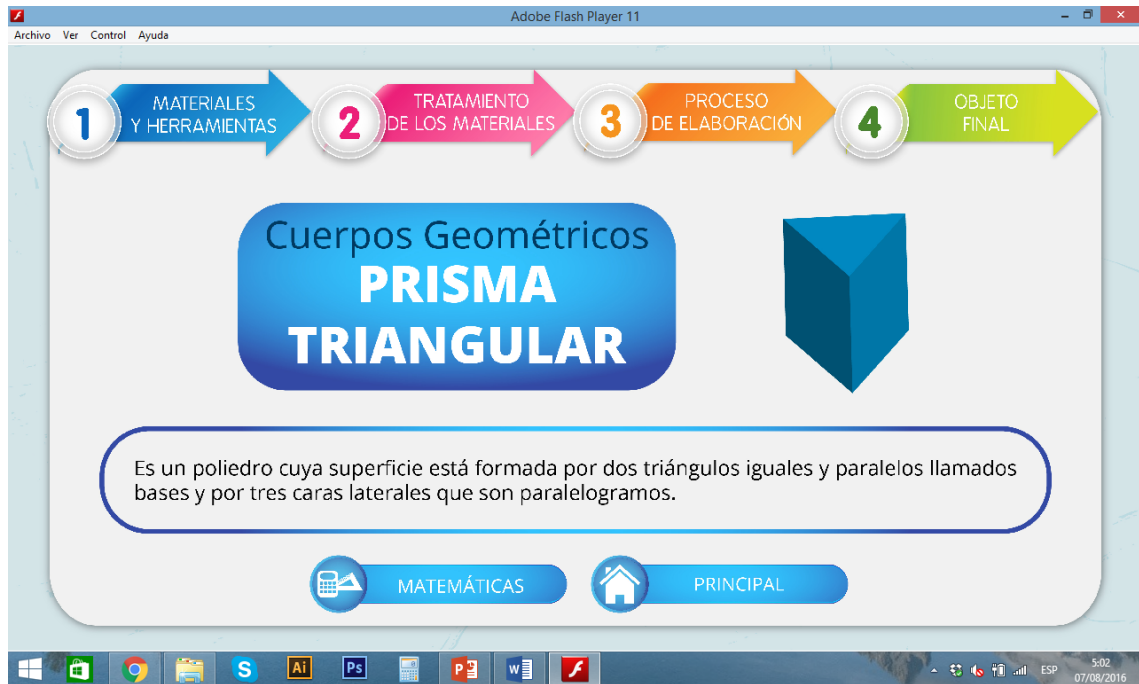 Adobe Flash Player 11
Archivo Ver Control Ayuda
1 MATERIALES
Y HERRAMIENTAS
2 TRATAMIENTO
DE LOS MATERIALES
3 PROCESO
DE ELABORACIÓN
4 OBJETO
FINAL
Cuerpos Geométricos
PRISMA
TRIANGULAR
Es un poliedro cuya superficie está formada por dos triángulos iguales y paralelos llamados
bases y por tres caras laterales que son paralelogramos.
MATEMÁTICAS
PRINCIPAL
S
Ai
Ps
P
W
ESP
5:02
07/08/2016